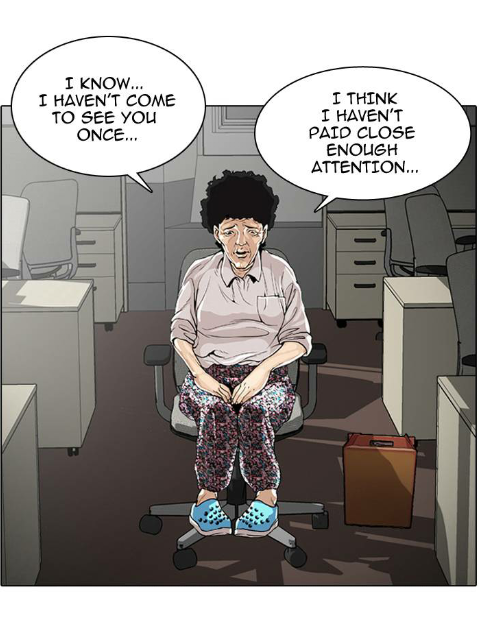 I KNOW...
I HAVEN'T COME
TO SEE YOU
ONCE...
I THINK
I HAVEN'T
PAID CLOSE
ENOUGH
ATTENTION...